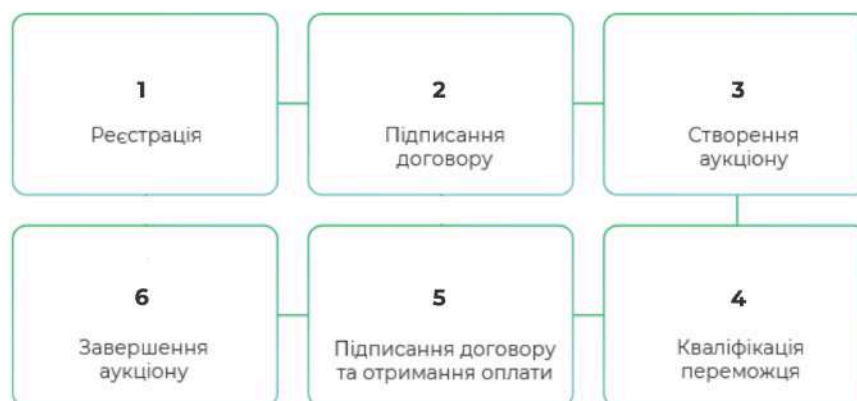 1
Реєстрація
2
Підписання
договору
3
Створення
аукціону
6
Завершення
аукціону
5
Підписання договору
та отримання оплати
4
Кваліфікація
переможця